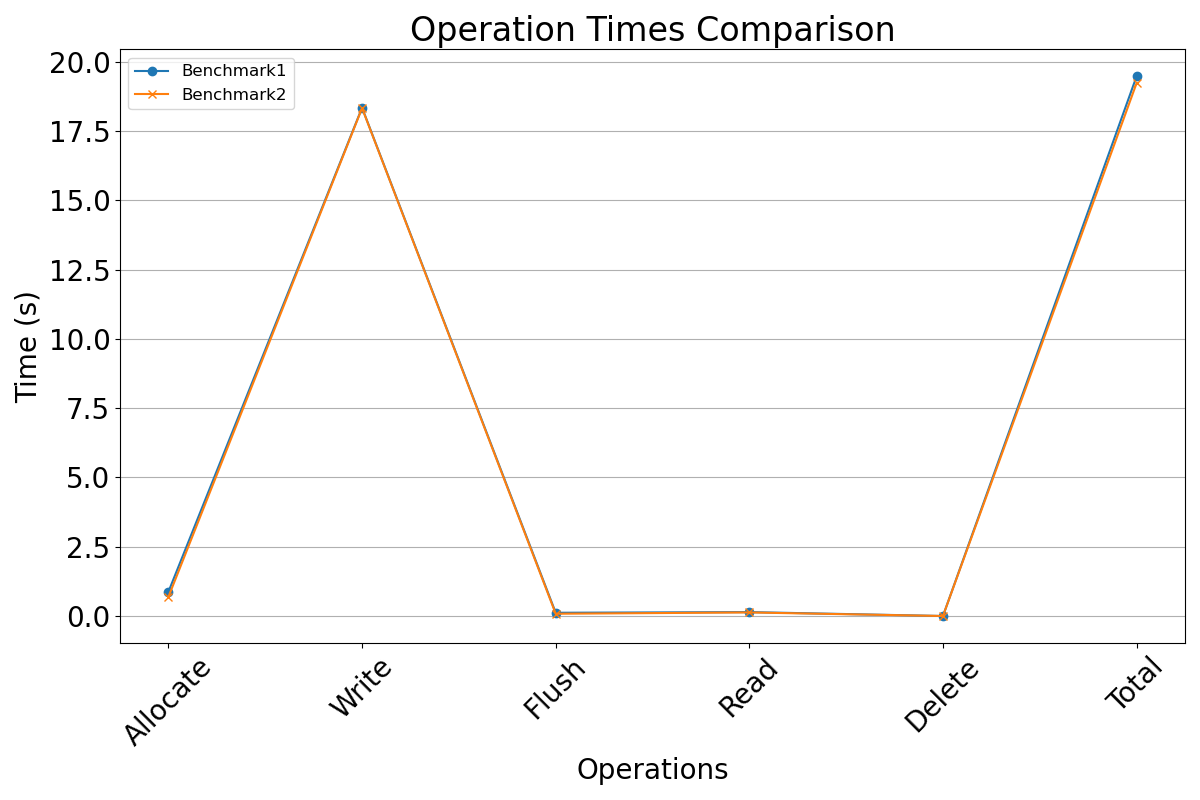 Operation Times Comparison
Benchmark1
Benchmark2
20.0
17.5
15.0
12.5
10.0
7.5
5.0
2.5
0.0
Time (s)
Allocate
Write
Flush
Read
Delete
Total
Operations